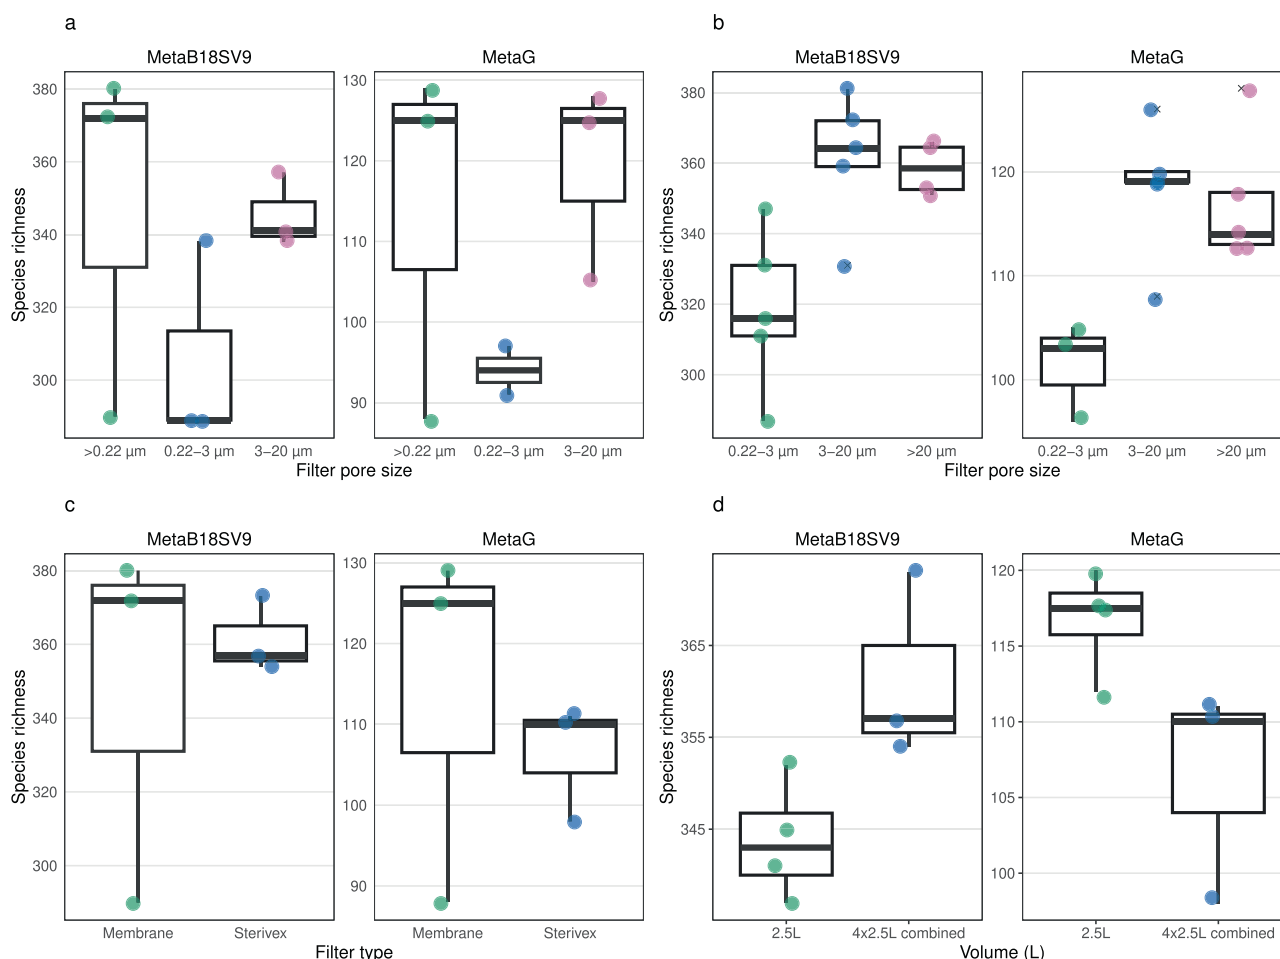 a
MetaB18SV9
MetaG
Species richness
380
360
340
320
300
130
120
110
100
90
>0.22 µm
0.22–3 µm
3–20 µm
>0.22 µm
0.22–3 µm
3–20 µm
Filter pore size
b
MetaB18SV9
MetaG
Species richness
380
360
340
320
300
120
110
100
0.22–3 µm
3–20 µm
>20 µm
0.22–3 µm
3–20 µm
>20 µm
Filter pore size
c
MetaB18SV9
MetaG
Species richness
380
360
340
320
300
130
120
110
100
90
Membrane
Sterivex
Membrane
Sterivex
Filter type
d
MetaB18SV9
MetaG
Species richness
365
355
345
120
115
110
105
100
2.5L
4x2.5L combined
2.5L
4x2.5L combined
Volume (L)